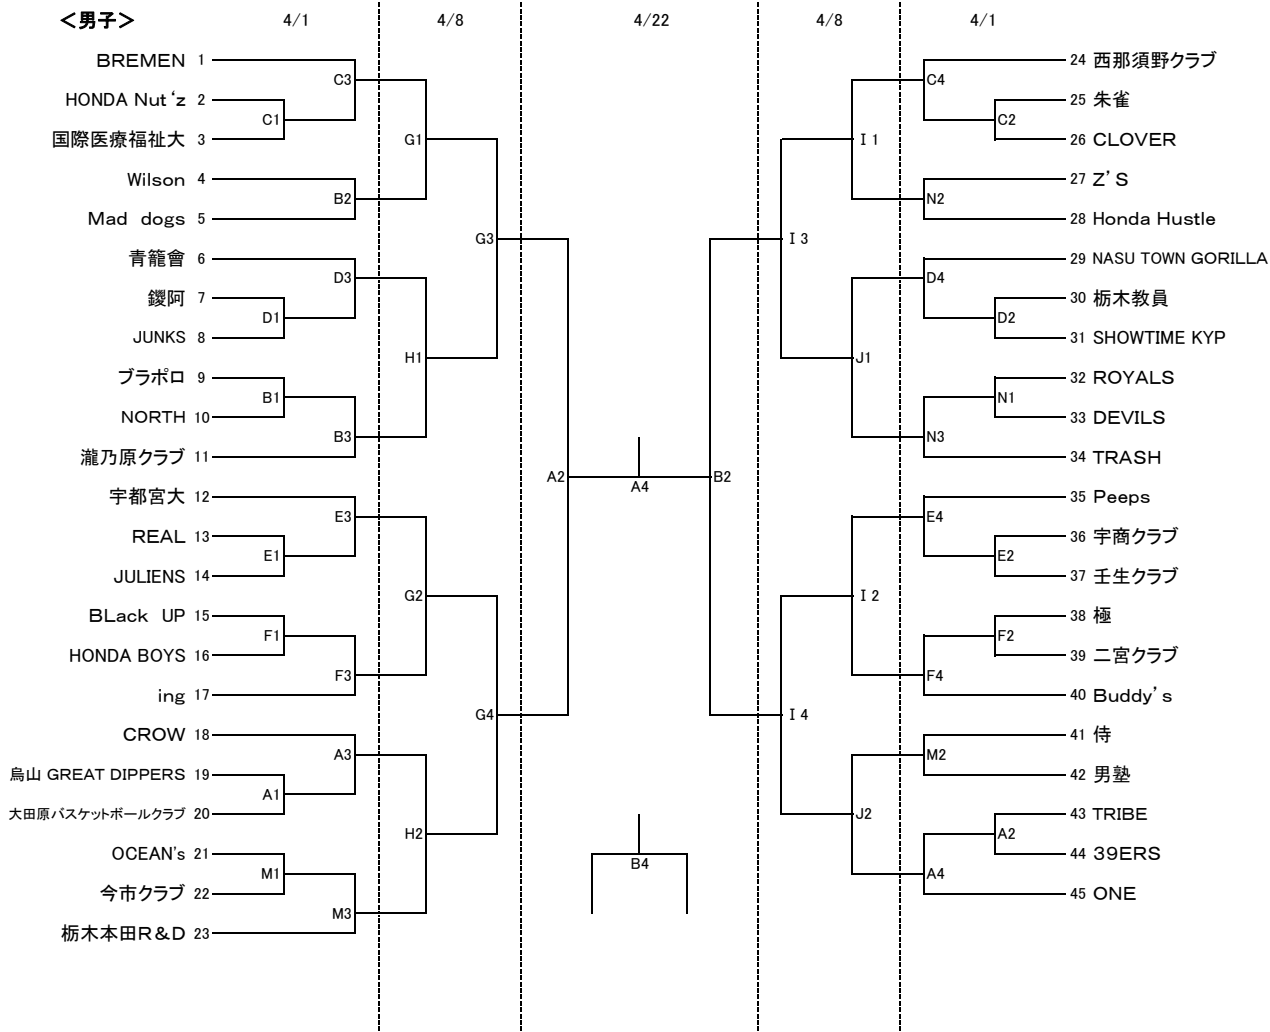 ＜男子＞ 4/1 4/8 4/22 4/8 4/1
BREMEN 1
C3
HONDA Nut‘z 2
C1
国際医療福祉大 3
G1
Wilson 4
B2
Mad dogs 5
G3
青籠會 6
D3
鑁阿 7
D1
JUNKS 8
H1
ブラポロ 9
B1
NORTH 10
B3
瀧乃原クラブ 11
A2
宇都宮大 12
E3
REAL 13
E1
JULIENS 14
G2
BLack UP 15
F1
HONDA BOYS 16
F3
ing 17
G4
CROW 18
A3
烏山 GREAT DIPPERS 19
A1
大田原バスケットボールクラブ 20
H2
OCEAN's 21
M1
今市クラブ 22
M3
栃木本田R＆D 23
A4
B4
24 西那須野クラブ
C4
25 朱雀
C2
26 CLOVER
I 1
27 Z’S
N2
28 Honda Hustle
I 3
29 NASU TOWN GORILLA
D4
30 栃木教員
D2
31 SHOWTIME KYP
J1
32 ROYALS
N1
33 DEVILS
N3
34 TRASH
B2
35 Peeps
E4
36 宇商クラブ
E2
37 壬生クラブ
I 2
38 極
F2
39 二宮クラブ
F4
40 Buddy’s
I 4
41 侍
M2
42 男塾
J2
43 TRIBE
A2
44 39ERS
A4
45 ONE